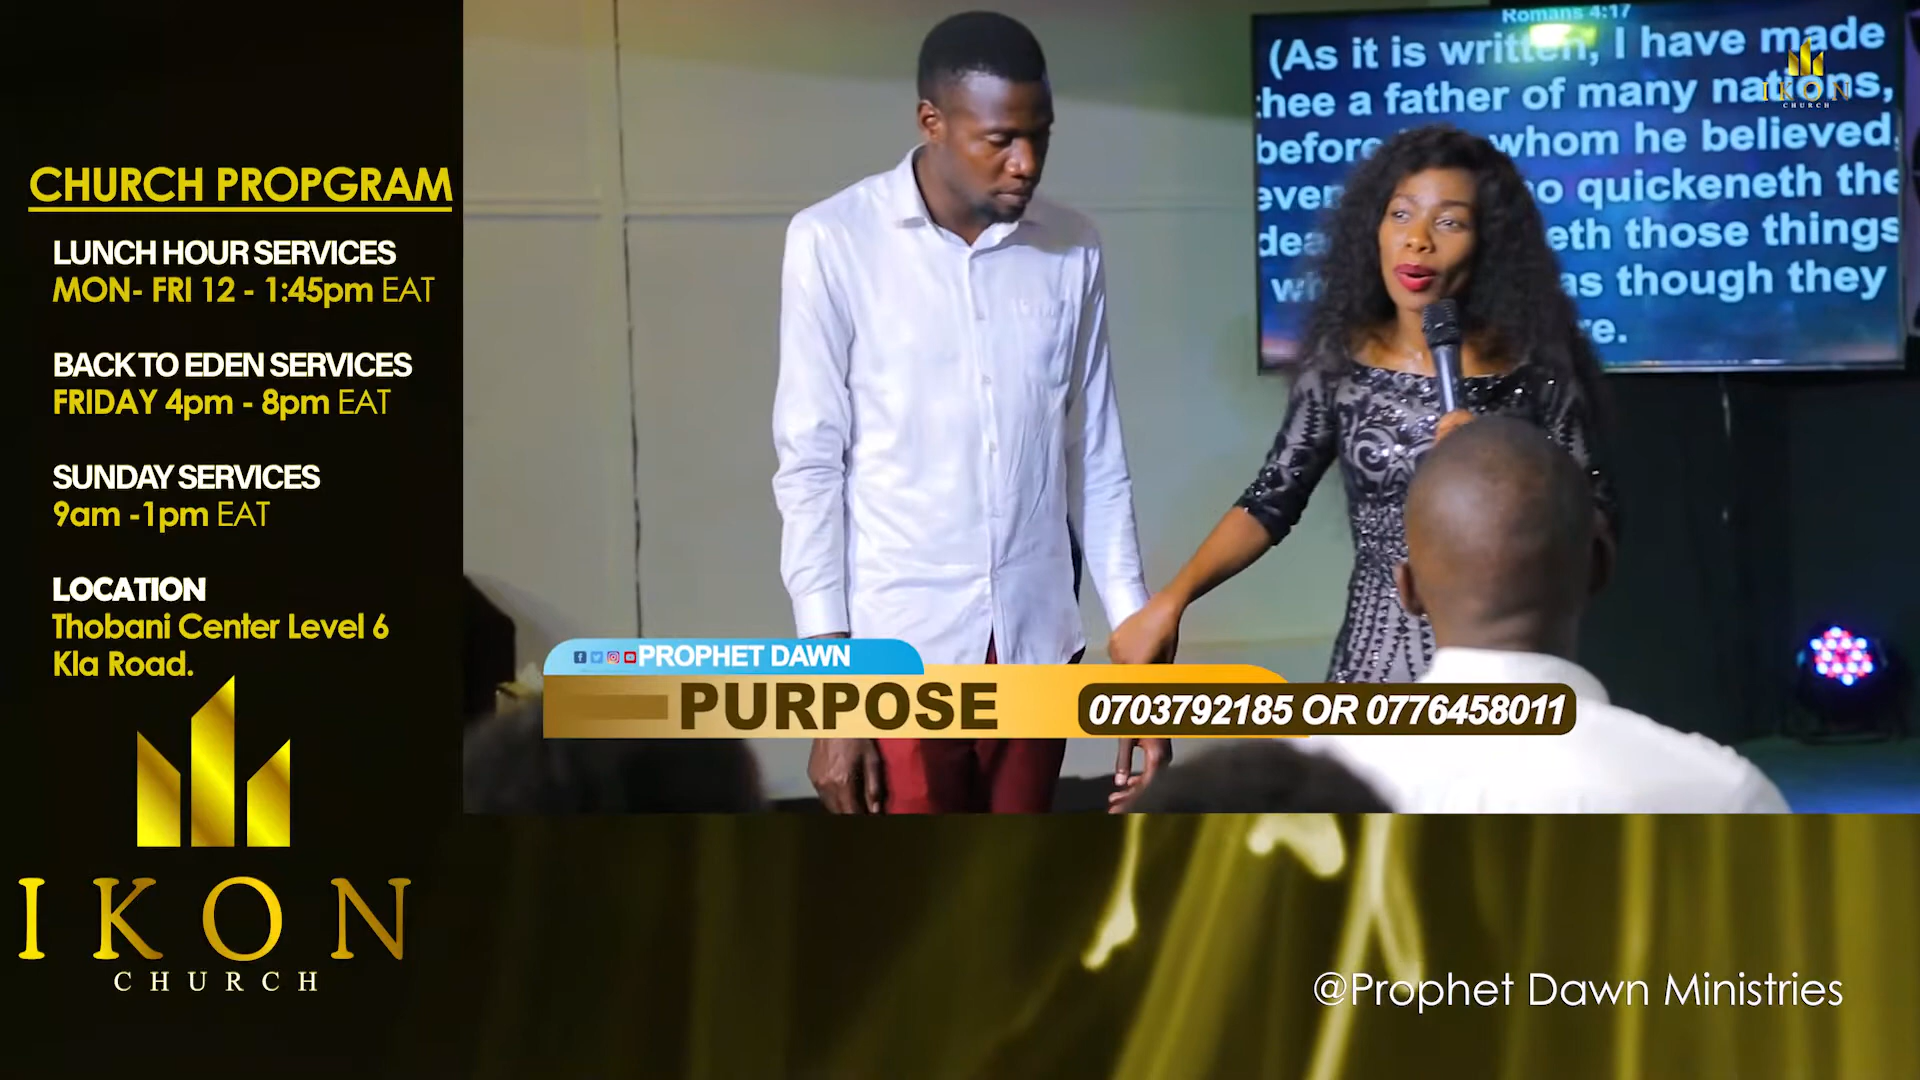 CHURCH PROPGRAM
LUNCH HOUR SERVICES
MON- FRI 12 - 1:45pm EAT
BACK TO EDEN SERVICES
FRIDAY 4pm - 8pm EAT
SUNDAY SERVICES
9am -1pm EAT
LOCATION
Thobani Center Level 6
Kla Road.
IKON
CHURCH
Romans 4:17
(As it is written, I have made
thee a father of many nations,
before whom he believed,
even quickeneth the
those things
as though they
IKON
CHURCH
PROPHET DAWN
PURPOSE
0703792185 OR 0776458011
@Prophet Dawn Ministries